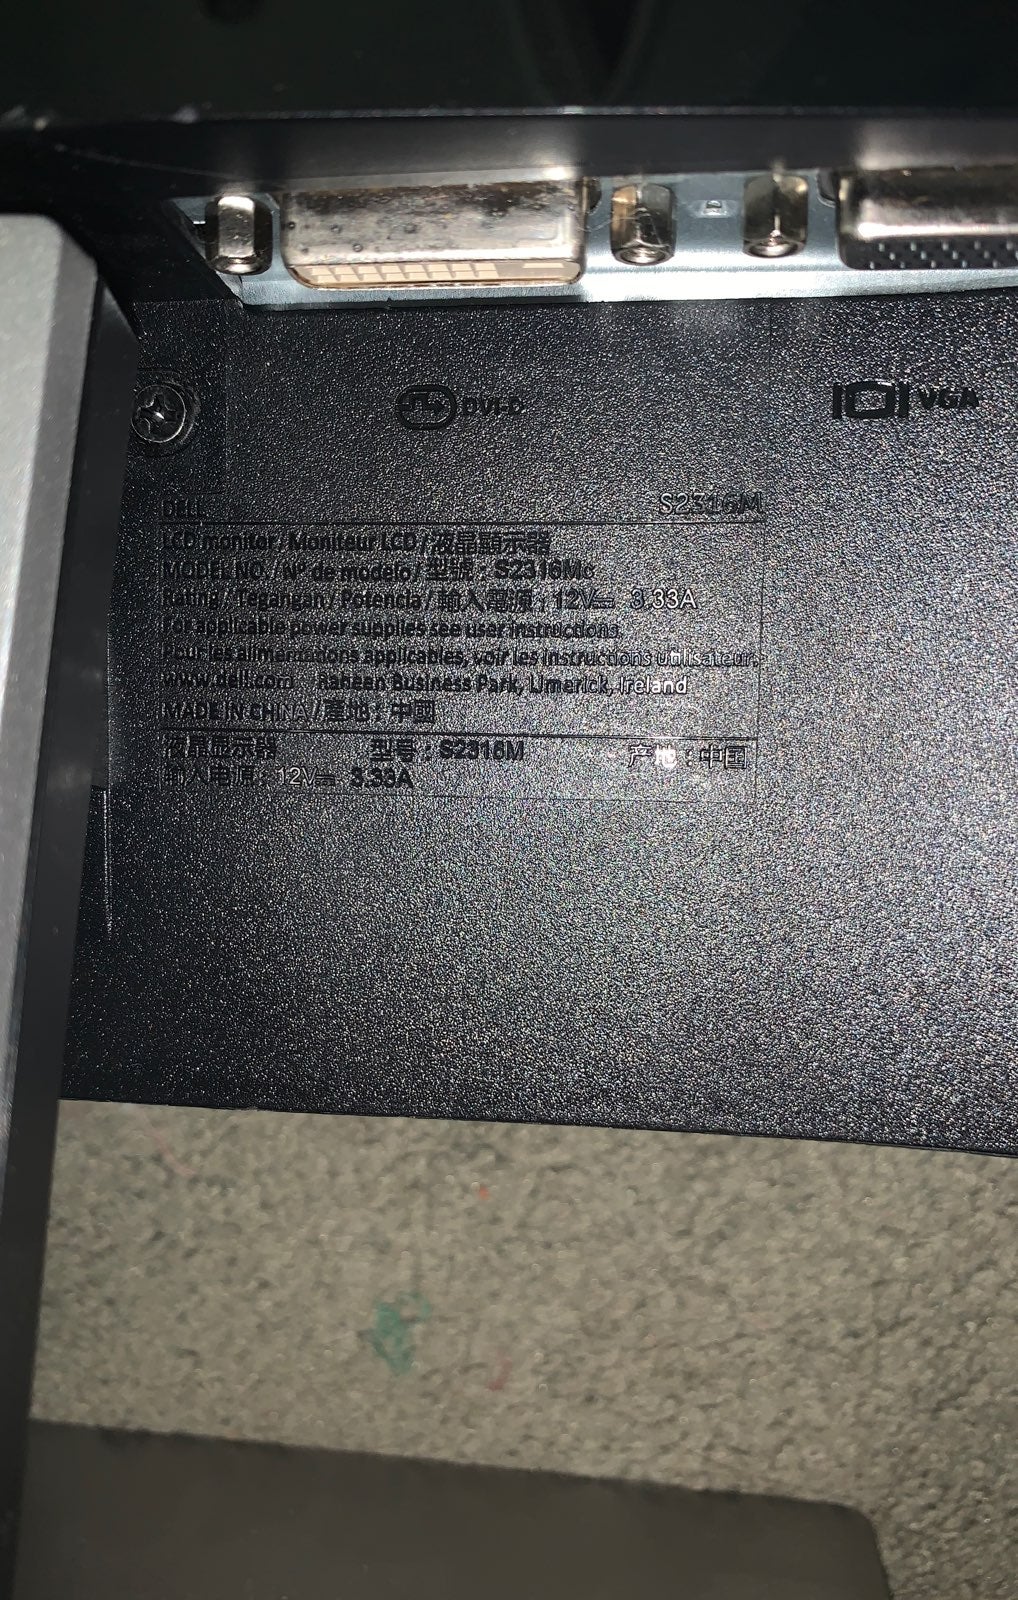 DVI-D
VGA
DELL S2316M
LCD monitor / Moniteur LCD / 液晶顯示器
MODEL NO. / Nº de modelo / 型號 : S2316Mc
Rating / Tegangan / Potencia / 輸入電源 : 12V⎓ 3.33A
For applicable power supplies see user instructions.
Pour les alimentations applicables, voir les instructions utilisateur.
www.dell.com Raheen Business Park, Limerick, Ireland
MADE IN CHINA / 產地 : 中國
液晶显示器 型号 : S2316M 产地 : 中国
输入电源 : 12V⎓ 3.33A